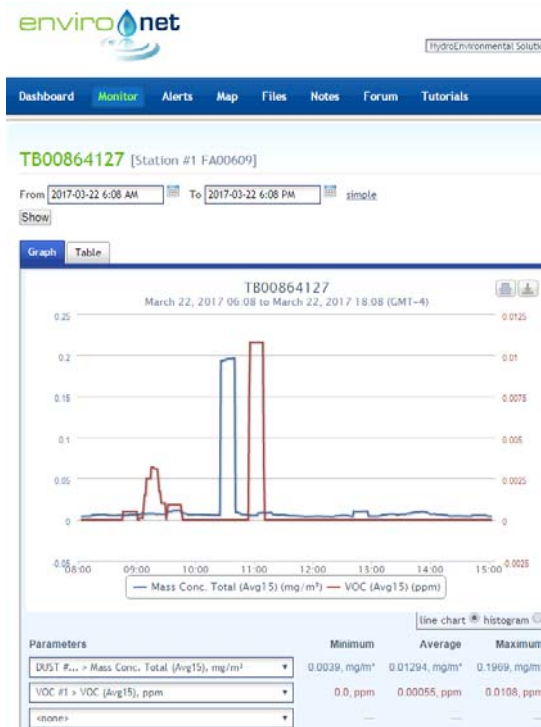 enviro net
HydroEnvironmental Soluti
Dashboard Monitor Alerts Map Files Notes Forum Tutorials
TB00864127 [Station #1 FA00609]
From 2017-03-22 6:08 AM To 2017-03-22 6:08 PM simple
Show
Graph Table
TB00864127
March 22, 2017 06:08 to March 22, 2017 18:08 (GMT-4)
0.25 0.0125
0.2 0.01
0.15 0.0075
0.1 0.005
0.05 0.0025
0 0
-0.05 -0.0025
08:00 09:00 10:00 11:00 12:00 13:00 14:00 15:00
Mass Conc. Total (Avg15) (mg/m³) VOC (Avg15) (ppm)
line chart histogram
Parameters Minimum Average Maximum
DUST #... > Mass Conc. Total (Avg15), mg/m³ 0.0039, mg/m³ 0.01294, mg/m³ 0.1969, mg/m
VOC #1 > VOC (Avg15), ppm 0.0, ppm 0.00055, ppm 0.0108, ppm
<none> — — —